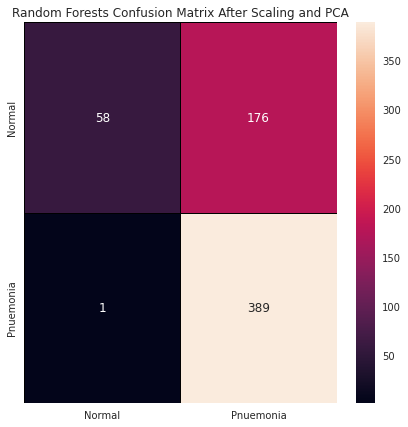 Random Forests Confusion Matrix After Scaling and PCA
Normal
58
176
Pnuemonia
1
389
Normal
Pnuemonia
350
300
250
200
150
100
50